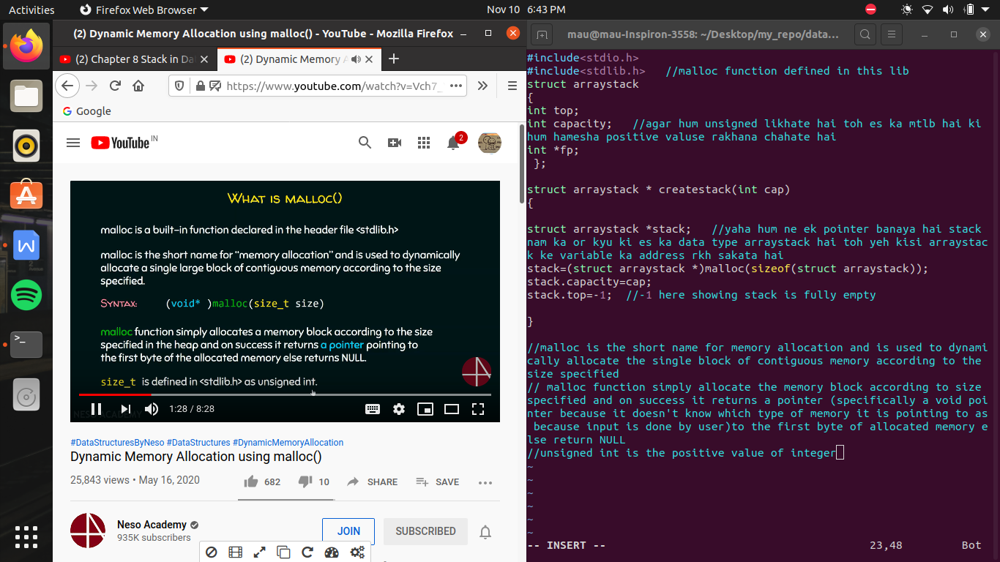 Activities
Firefox Web Browser
Nov 10 6:43 PM
(2) Dynamic Memory Allocation using malloc() - YouTube - Mozilla Firefox
(2) Chapter 8 Stack in Da
(2) Dynamic Memory A
https://www.youtube.com/watch?v=Vch7_
Google
YouTube IN
2
What is malloc()
malloc is a built-in function declared in the header file <stdlib.h>
malloc is the short name for "memory allocation" and is used to dynamically
allocate a single large block of contiguous memory according to the size
specified.
Syntax: (void* )malloc(size_t size)
malloc function simply allocates a memory block according to the size
specified in the heap and on success it returns a pointer pointing to
the first byte of the allocated memory else returns NULL.
size_t is defined in <stdlib.h> as unsigned int.
1:28 / 8:28
NESO ACADEMY
#DataStructuresByNeso #DataStructures #DynamicMemoryAllocation
Dynamic Memory Allocation using malloc()
25,843 views • May 16, 2020
682
10
SHARE
SAVE
Neso Academy
935K subscribers
JOIN
SUBSCRIBED
mau@mau-Inspiron-3558: ~/Desktop/my_repo/data...
#include<stdio.h>
#include<stdlib.h> //malloc function defined in this lib
struct arraystack
{
int top;
int capacity; //agar hum unsigned likhate hai toh es ka mtlb hai ki
hum hamesha positive valuse rakhana chahate hai
int *fp;
};
struct arraystack * createstack(int cap)
{
struct arraystack *stack; //yaha hum ne ek pointer banaya hai stack
nam ka or kyu ki es ka data type arraystack hai toh yeh kisi arraystac
k ke variable ka address rkh sakata hai
stack=(struct arraystack *)malloc(sizeof(struct arraystack));
stack.capacity=cap;
stack.top=-1; //-1 here showing stack is fully empty
}
//malloc is the short name for memory allocation and is used to dynami
cally allocate the single block of contiguous memory according to the
size specified
// malloc function simply allocate the memory block according to size
specified and on success it returns a pointer (specifically a void poi
nter because it doesn't know which type of memory it is pointing to as
because input is done by user)to the first byte of allocated memory e
lse return NULL
//unsigned int is the positive value of integer
~
~
~
~
~
~
-- INSERT --
23,48
Bot